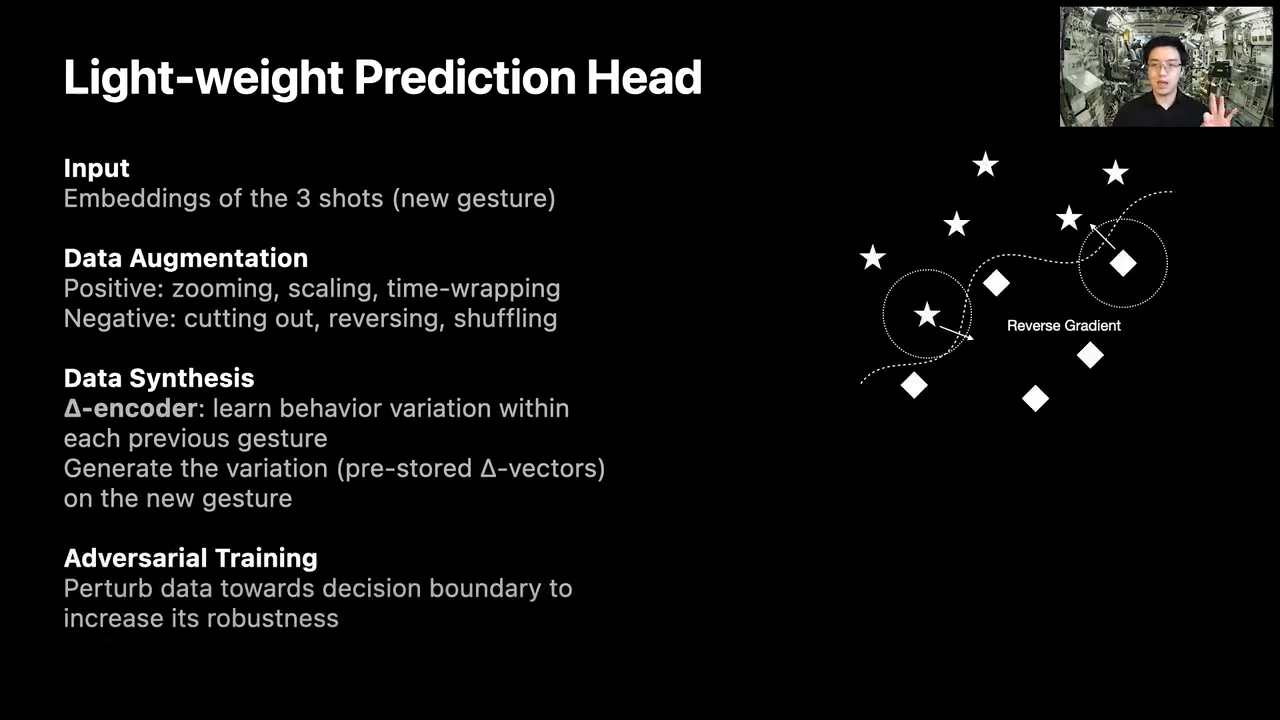 Light-weight Prediction Head
Input
Embeddings of the 3 shots (new gesture)
Data Augmentation
Positive: zooming, scaling, time-wrapping
Negative: cutting out, reversing, shuffling
Data Synthesis
Δ-encoder: learn behavior variation within
each previous gesture
Generate the variation (pre-stored Δ-vectors)
on the new gesture
Adversarial Training
Perturb data towards decision boundary to
increase its robustness
Reverse Gradient